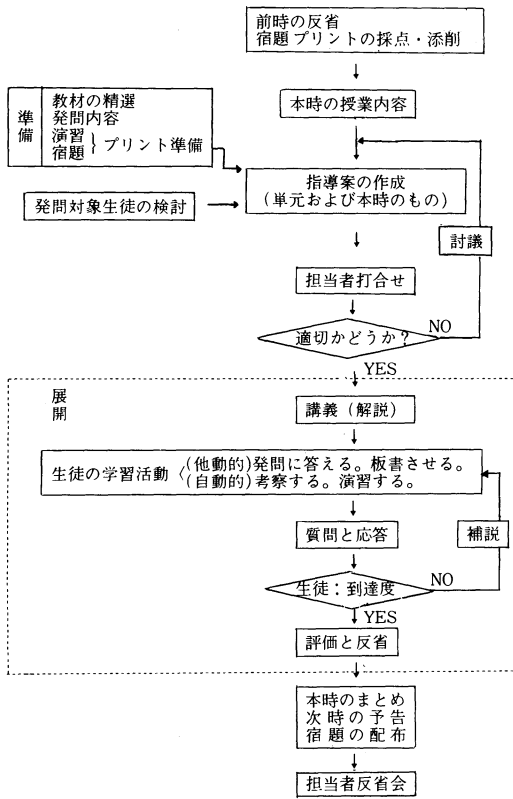 前時の反省
宿題プリントの採点・添削
本時の授業内容
準備
教材の精選
発問内容
演習
宿題
} プリント準備
指導案の作成
(単元および本時のもの)
発問対象生徒の検討
討議
担当者打合せ
適切かどうか?
NO
YES
展開
講義(解説)
生徒の学習活動
(他動的)発問に答える。板書させる。
(自動的)考察する。演習する。
質問と応答
補説
生徒:到達度
NO
YES
評価と反省
本時のまとめ
次時の予告
宿題の配布
担当者反省会